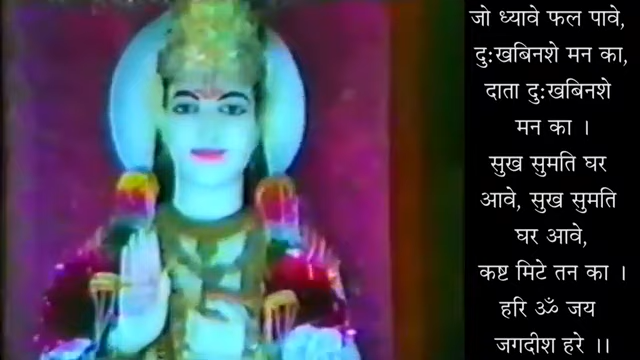 जो ध्यावे फल पावे,
दु:खबिनशे मन का,
दाता दु:खबिनशे
मन का ।
सुख सुमति घर
आवे, सुख सुमति
घर आवे,
कष्ट मिटे तन का ।
हरि ॐ जय
जगदीश हरे ।।